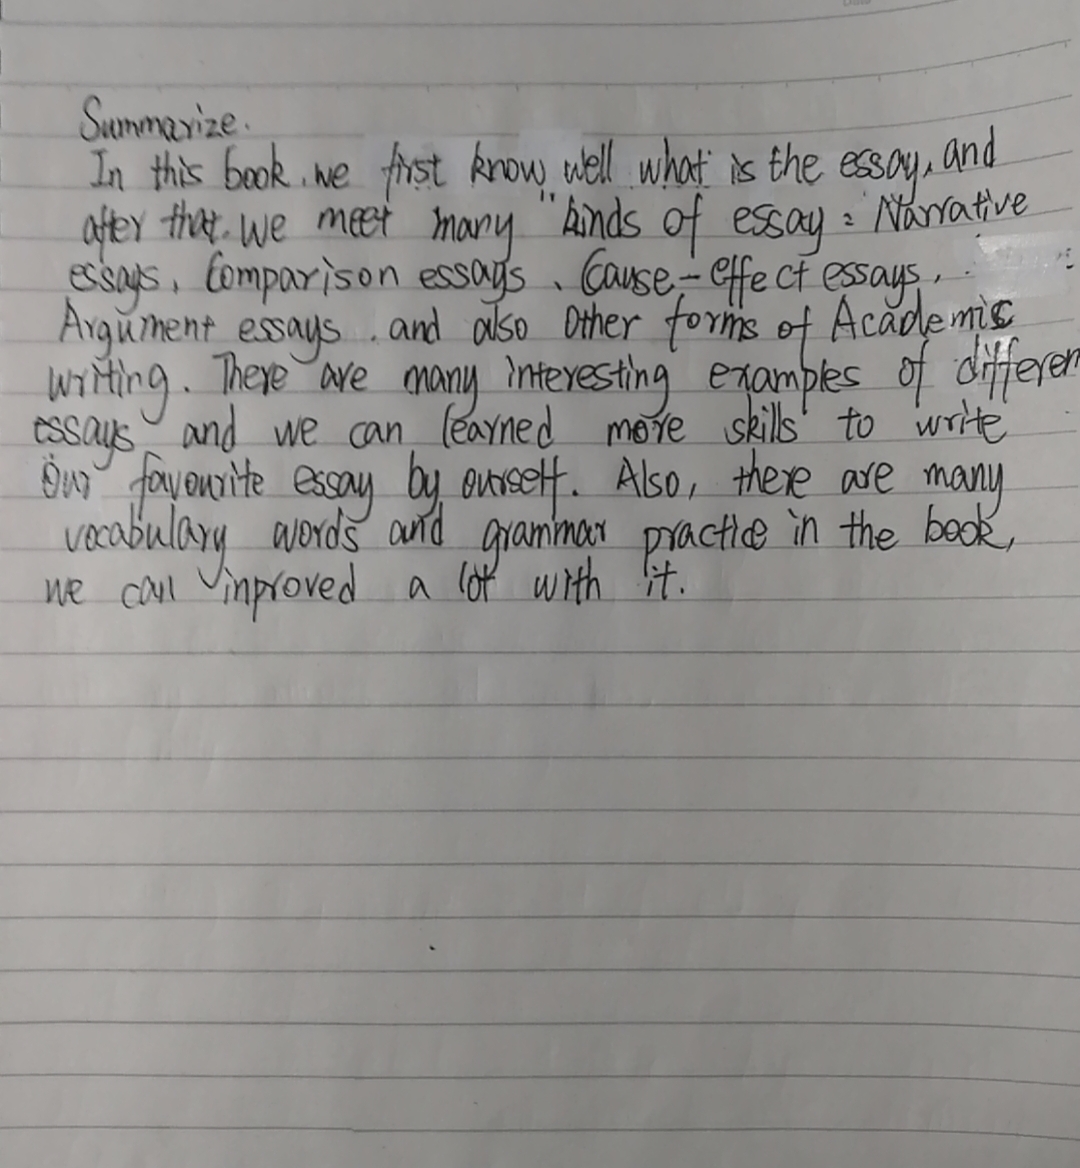 Summarize.
In this book, we first know well what is the essay, and
after that, we meet many kinds of essay: Narrative
essays, Comparison essays, Cause-effect essays,
Argument essays, and also Other forms of Academic
writing. There are many interesting examples of differen
essays and we can learned more skills to write
Our favourite essay by ourself. Also, there are many
vocabulary words and grammar practice in the book,
we can inproved a lot with it.